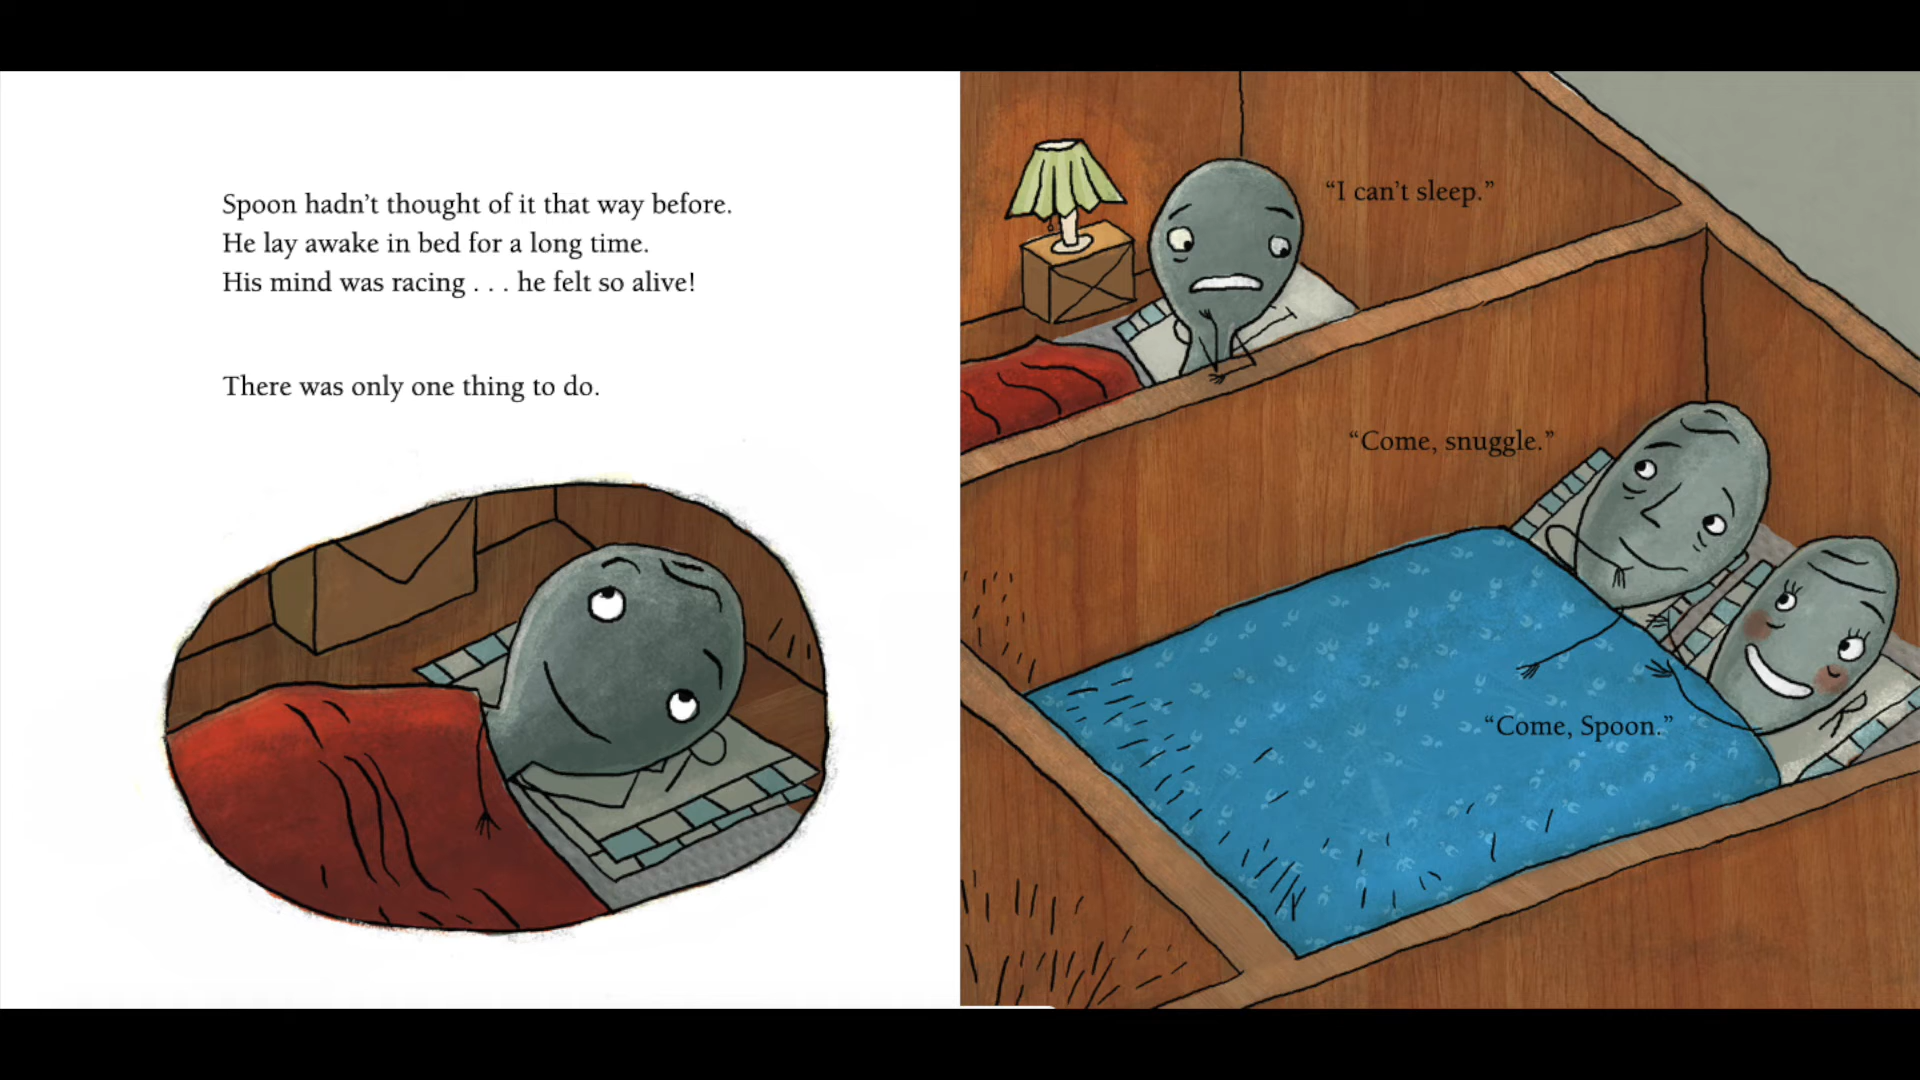 Spoon hadn’t thought of it that way before.
He lay awake in bed for a long time.
His mind was racing . . . he felt so alive!
There was only one thing to do.
“I can’t sleep.”
“Come, snuggle.”
“Come, Spoon.”